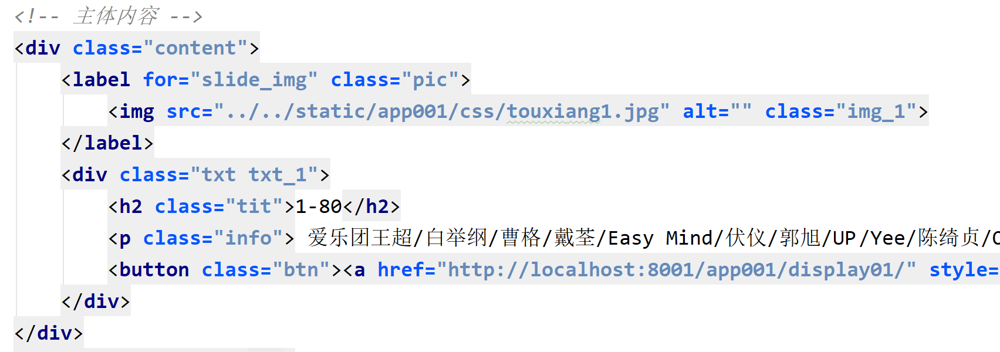 <!-- 主体内容 -->
<div class="content">
<label for="slide_img" class="pic">
<img src="../../static/app001/css/touxiang1.jpg" alt="" class="img_1">
</label>
<div class="txt txt_1">
<h2 class="tit">1-80</h2>
<p class="info"> 爱乐团王超/白举纲/曹格/戴荃/Easy Mind/伏仪/郭旭/UP/Yee/陈绮贞/
<button class="btn"><a href="http://localhost:8001/app001/display01/" style=
</div>
</div>